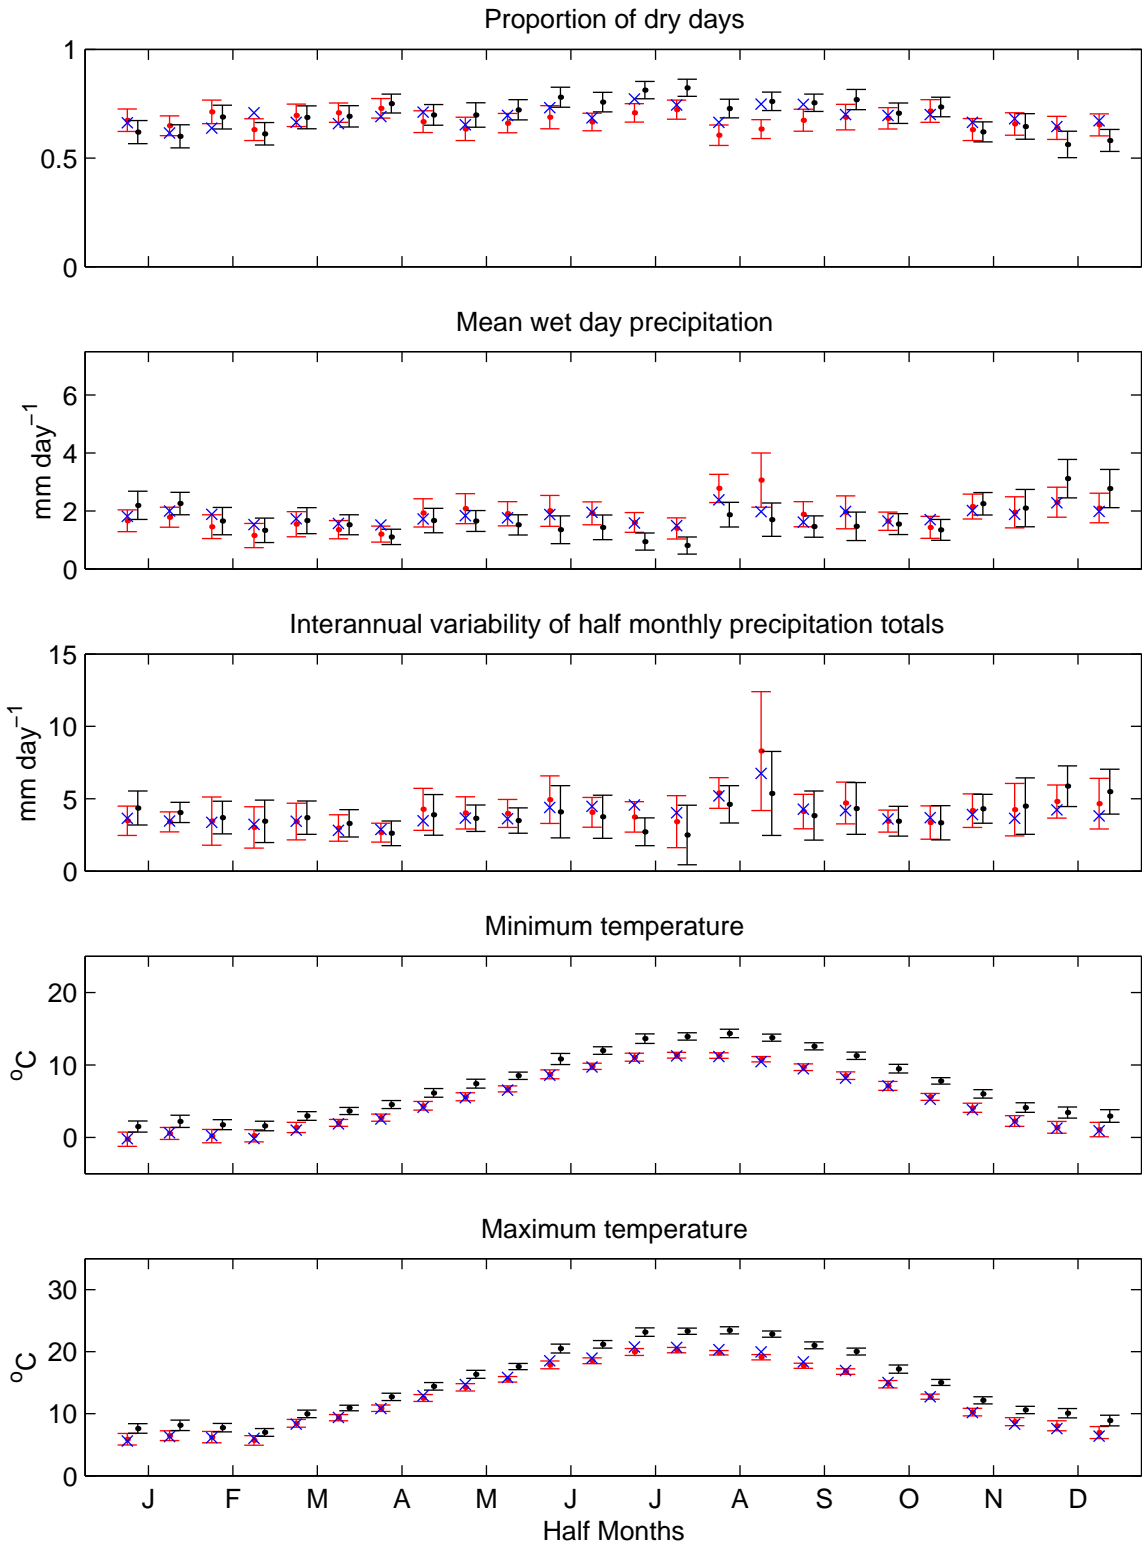 Proportion of dry days
1
0.5
0
Mean wet day precipitation
6
4
2
0
mm day⁻¹
Interannual variability of half monthly precipitation totals
15
10
5
0
mm day⁻¹
Minimum temperature
20
10
0
°C
Maximum temperature
30
20
10
0
°C
J F M A M J J A S O N D
Half Months